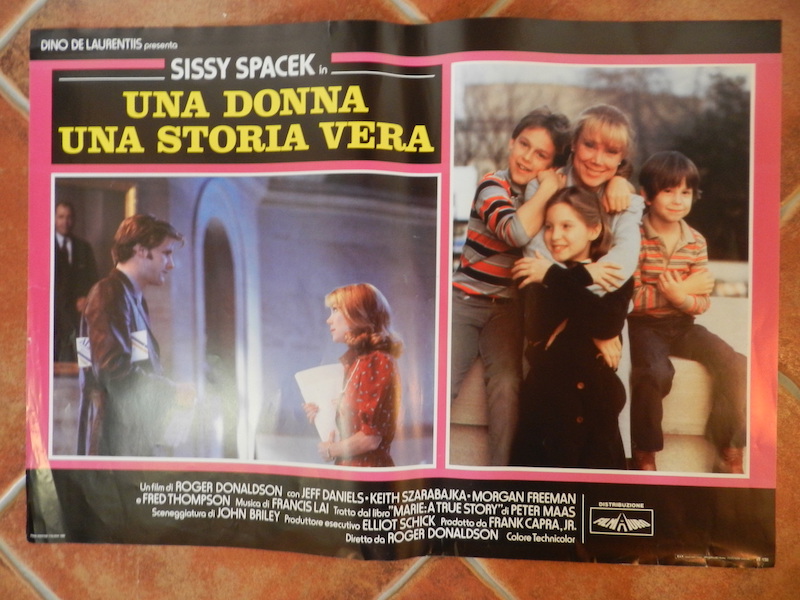 DINO DE LAURENTIIS presenta
SISSY SPACEK in
UNA DONNA
UNA STORIA VERA
Un film di ROGER DONALDSON con JEFF DANIELS • KEITH SZARABAJKA • MORGAN FREEMAN
e FRED THOMPSON Musica di FRANCIS LAI Tratto dal libro "MARIE: A TRUE STORY" di PETER MAAS
Sceneggiatura di JOHN BRILEY Produttore esecutivo ELLIOT SCHICK Prodotto da FRANK CAPRA, JR.
Diretto da ROGER DONALDSON Colore Technicolor
DISTRIBUZIONE
FILMAURO